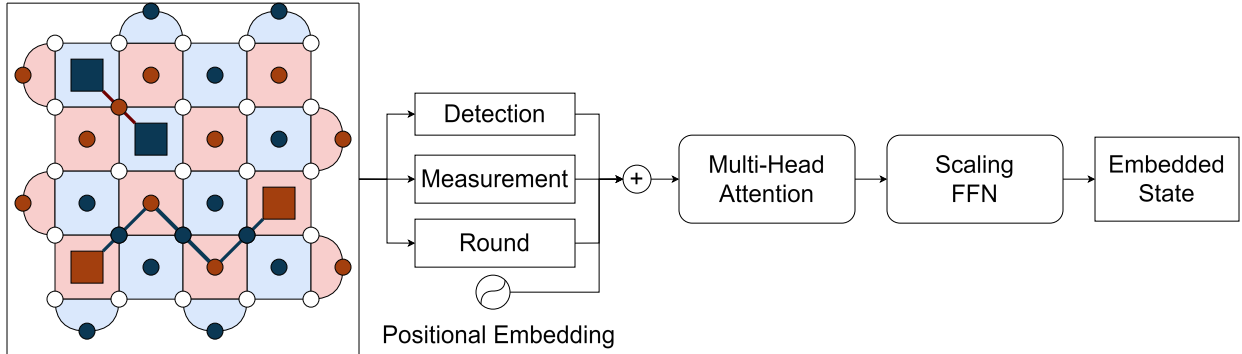 Detection
Measurement
Round
Positional Embedding
+
Multi-Head
Attention
Scaling
FFN
Embedded
State